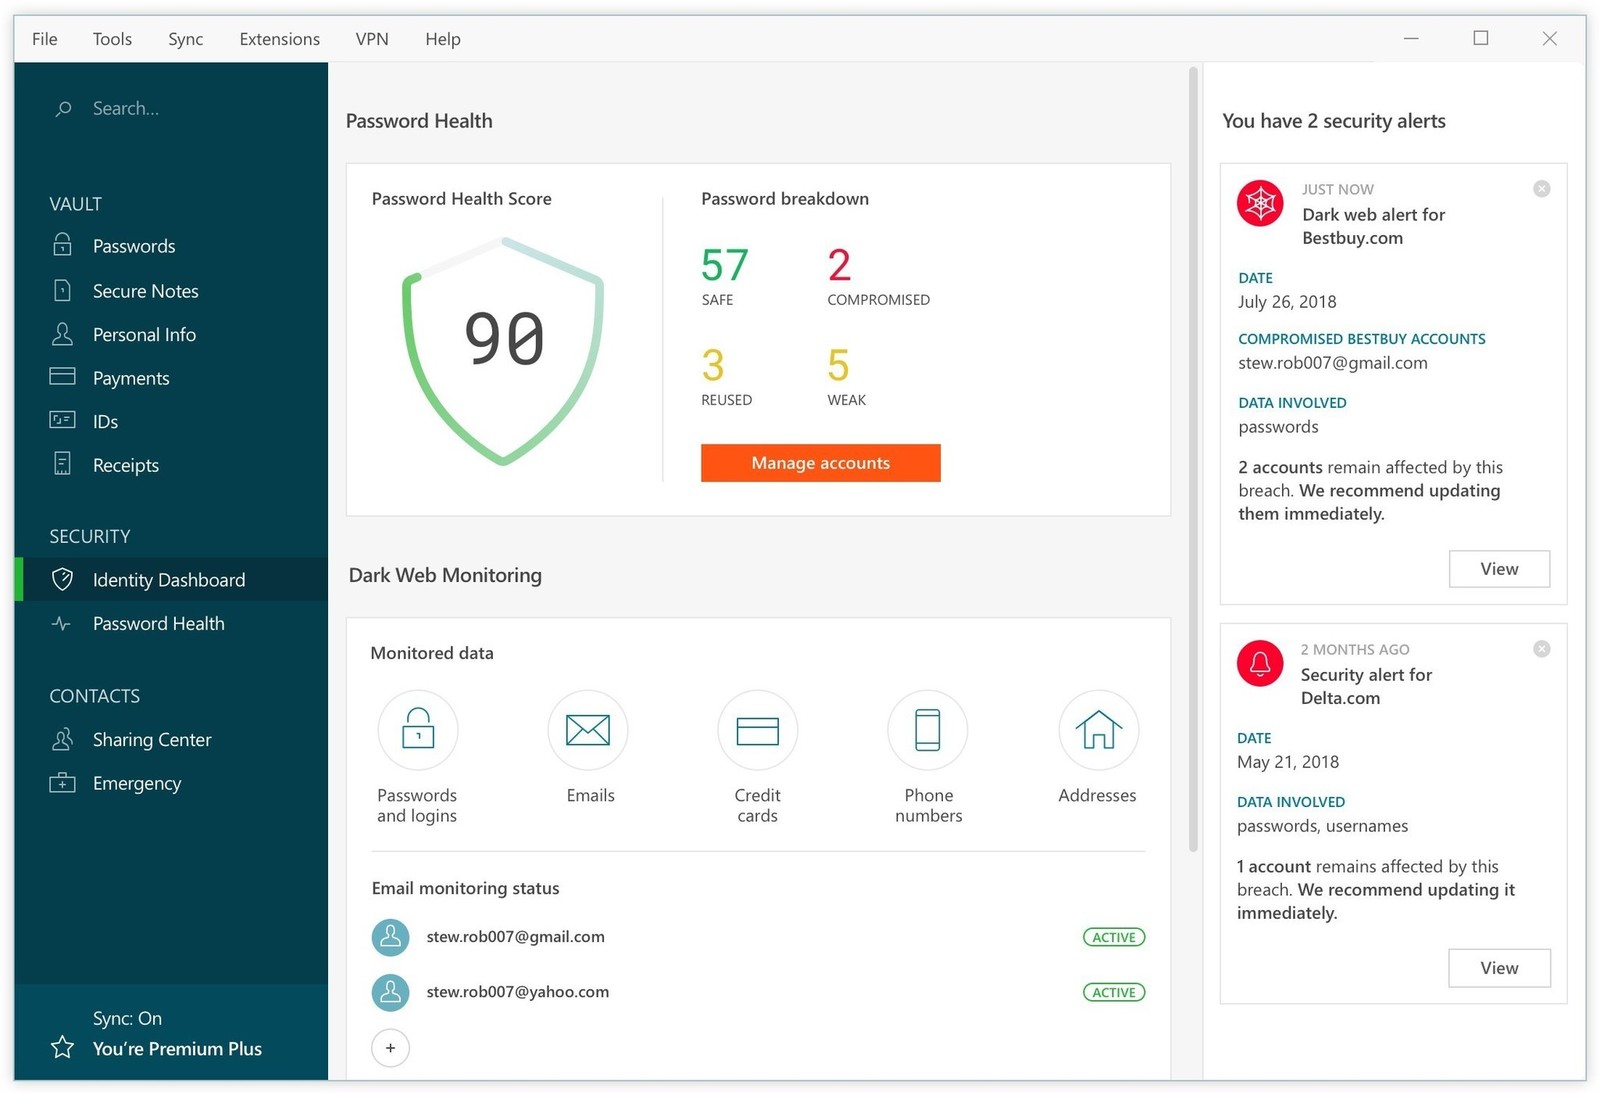 File Tools Sync Extensions VPN Help
Search...
VAULT
Passwords
Secure Notes
Personal Info
Payments
IDs
Receipts
SECURITY
Identity Dashboard
Password Health
CONTACTS
Sharing Center
Emergency
Sync: On
You’re Premium Plus
Password Health
Password Health Score
90
Password breakdown
57 2
SAFE COMPROMISED
3 5
REUSED WEAK
Manage accounts
Dark Web Monitoring
Monitored data
Passwords
and logins
Emails
Credit
cards
Phone
numbers
Addresses
Email monitoring status
stew.rob007@gmail.com ACTIVE
stew.rob007@yahoo.com ACTIVE
You have 2 security alerts
JUST NOW
Dark web alert for
Bestbuy.com
DATE
July 26, 2018
COMPROMISED BESTBUY ACCOUNTS
stew.rob007@gmail.com
DATA INVOLVED
passwords
2 accounts remain affected by this
breach. We recommend updating
them immediately.
View
2 MONTHS AGO
Security alert for
Delta.com
DATE
May 21, 2018
DATA INVOLVED
passwords, usernames
1 account remains affected by this
breach. We recommend updating it
immediately.
View